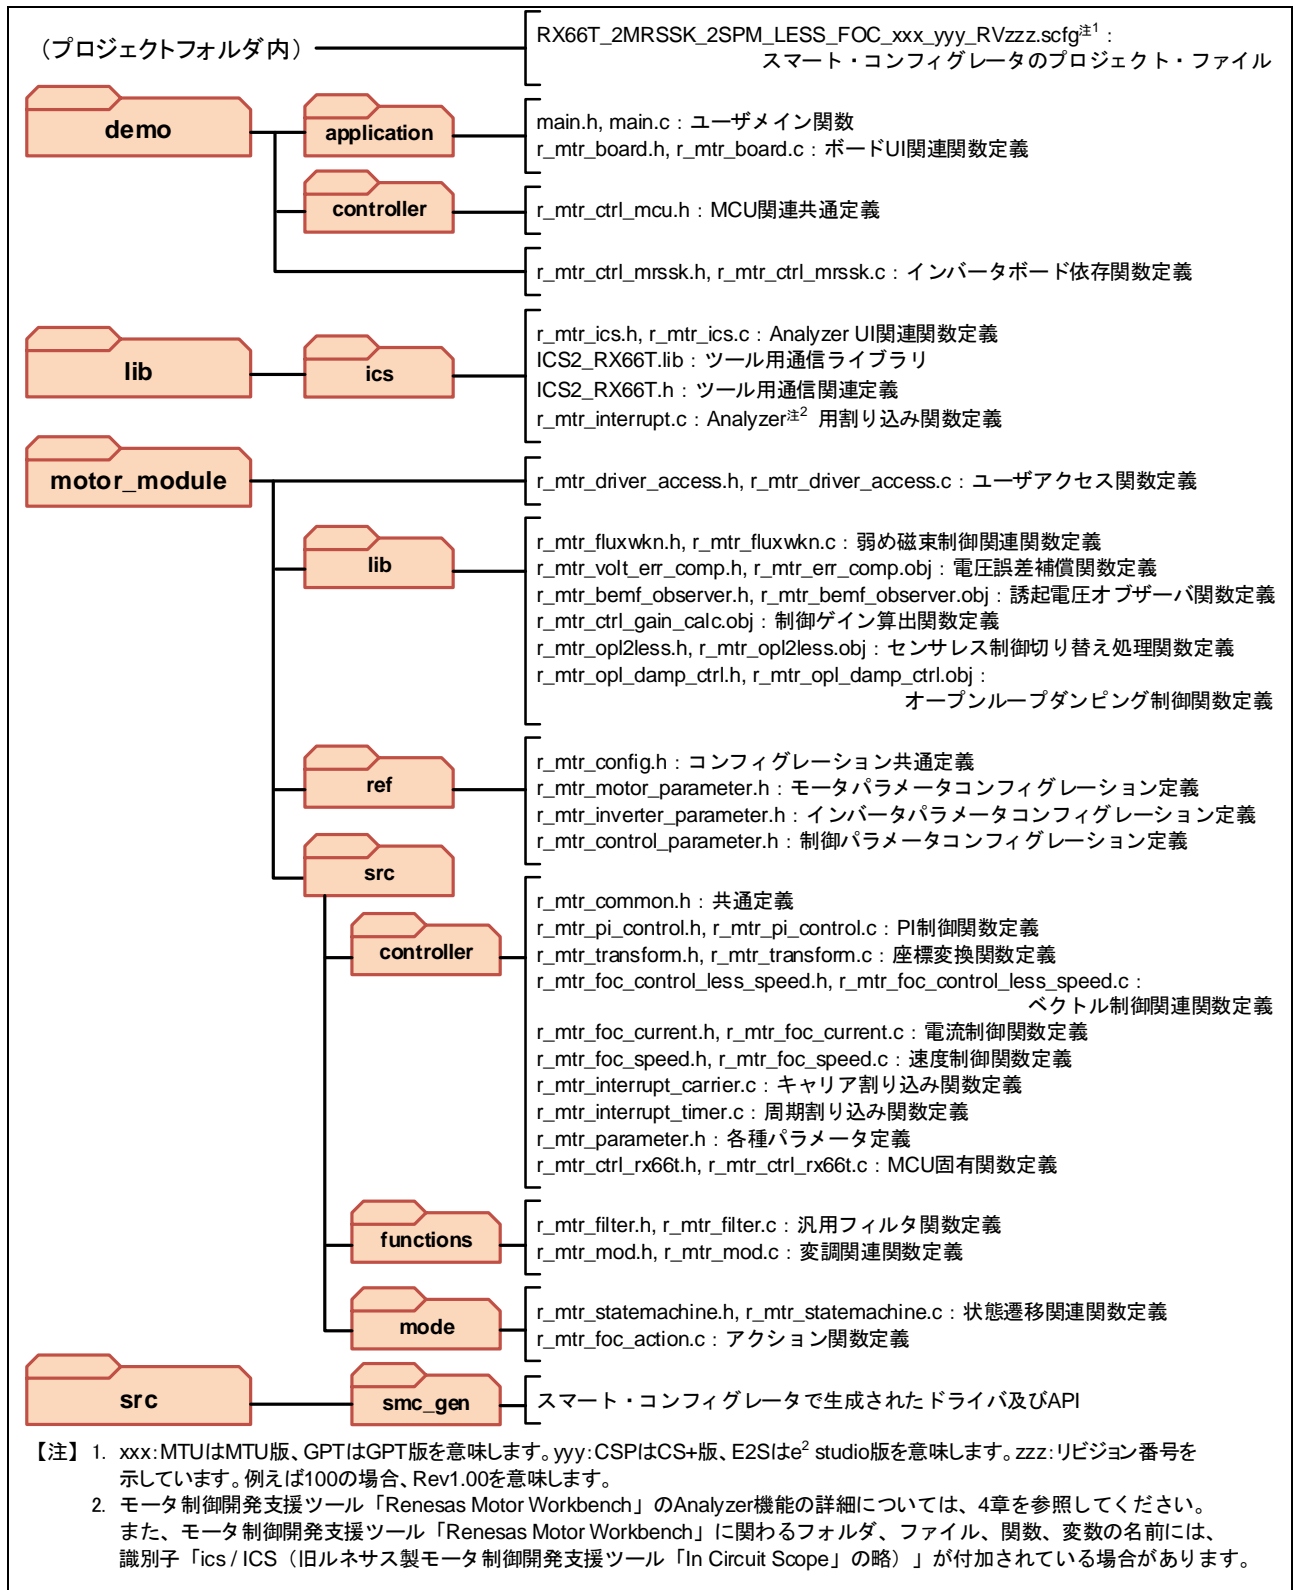 （プロジェクトフォルダ内）
RX66T_2MRSSK_2SPM_LESS_FOC_xxx_yyy_RVzzz.scfg注1：
スマート・コンフィグレータのプロジェクト・ファイル
demo
application
main.h, main.c：ユーザメイン関数
r_mtr_board.h, r_mtr_board.c：ボードUI関連関数定義
controller
r_mtr_ctrl_mcu.h：MCU関連共通定義
r_mtr_ctrl_mrssk.h, r_mtr_ctrl_mrssk.c：インバータボード依存関数定義
lib
ics
r_mtr_ics.h, r_mtr_ics.c：Analyzer UI関連関数定義
ICS2_RX66T.lib：ツール用通信ライブラリ
ICS2_RX66T.h：ツール用通信関連定義
r_mtr_interrupt.c：Analyzer注2 用割り込み関数定義
motor_module
r_mtr_driver_access.h, r_mtr_driver_access.c：ユーザアクセス関数定義
lib
r_mtr_fluxwkn.h, r_mtr_fluxwkn.c：弱め磁束制御関連関数定義
r_mtr_volt_err_comp.h, r_mtr_err_comp.obj：電圧誤差補償関数定義
r_mtr_bemf_observer.h, r_mtr_bemf_observer.obj：誘起電圧オブザーバ関数定義
r_mtr_ctrl_gain_calc.obj：制御ゲイン算出関数定義
r_mtr_opl2less.h, r_mtr_opl2less.obj：センサレス制御切り替え処理関数定義
r_mtr_opl_damp_ctrl.h, r_mtr_opl_damp_ctrl.obj：
オープンループダンピング制御関数定義
ref
r_mtr_config.h：コンフィグレーション共通定義
r_mtr_motor_parameter.h：モータパラメータコンフィグレーション定義
r_mtr_inverter_parameter.h：インバータパラメータコンフィグレーション定義
r_mtr_control_parameter.h：制御パラメータコンフィグレーション定義
src
controller
r_mtr_common.h：共通定義
r_mtr_pi_control.h, r_mtr_pi_control.c：PI制御関数定義
r_mtr_transform.h, r_mtr_transform.c：座標変換関数定義
r_mtr_foc_control_less_speed.h, r_mtr_foc_control_less_speed.c：
ベクトル制御関連関数定義
r_mtr_foc_current.h, r_mtr_foc_current.c：電流制御関数定義
r_mtr_foc_speed.h, r_mtr_foc_speed.c：速度制御関数定義
r_mtr_interrupt_carrier.c：キャリア割り込み関数定義
r_mtr_interrupt_timer.c：周期割り込み関数定義
r_mtr_parameter.h：各種パラメータ定義
r_mtr_ctrl_rx66t.h, r_mtr_ctrl_rx66t.c：MCU固有関数定義
functions
r_mtr_filter.h, r_mtr_filter.c：汎用フィルタ関数定義
r_mtr_mod.h, r_mtr_mod.c：変調関連関数定義
mode
r_mtr_statemachine.h, r_mtr_statemachine.c：状態遷移関連関数定義
r_mtr_foc_action.c：アクション関数定義
src
smc_gen
スマート・コンフィグレータで生成されたドライバ及びAPI
【注】 1. xxx：MTUはMTU版、GPTはGPT版を意味します。yyy：CSPはCS+版、E2Sはe2 studio版を意味します。zzz：リビジョン番号を
示しています。例えば100の場合、Rev1.00を意味します。
2. モータ制御開発支援ツール「Renesas Motor Workbench」のAnalyzer機能の詳細については、4章を参照してください。
また、モータ制御開発支援ツール「Renesas Motor Workbench」に関わるフォルダ、ファイル、関数、変数の名前には、
識別子「ics / ICS（旧ルネサス製モータ制御開発支援ツール「In Circuit Scope」の略）」が付加されている場合があります。